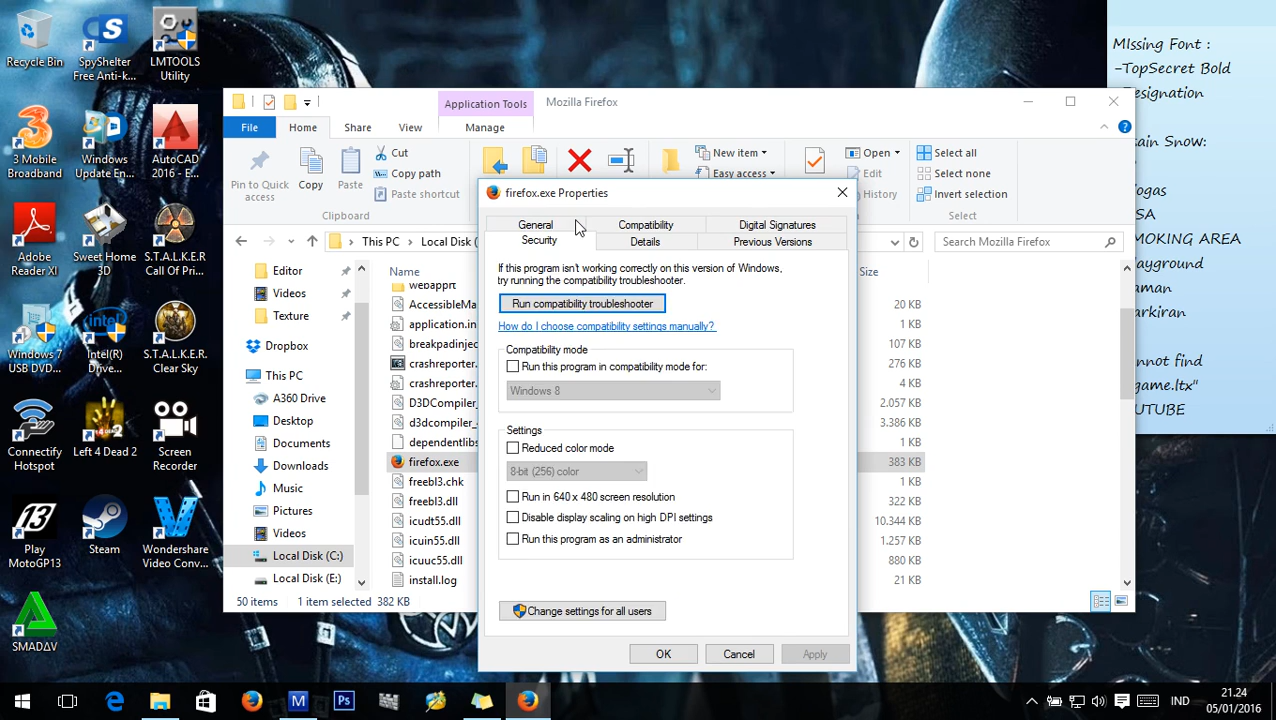 Recycle Bin
SpyShelter
Free Anti-k...
LMTOOLS
Utility
3 Mobile
Broadband
Windows
Update En...
AutoCAD
2016 - E...
Adobe
Reader XI
Sweet Home
3D
S.T.A.L.K.E.R
Call Of Pri...
Windows 7
USB DVD...
Intel(R)
Drive...
S.T.A.L.K.E.R.
Clear Sky
Connectify
Hotspot
Left 4 Dead 2
Screen
Recorder
Play
MotoGP13
Steam
Wondershare
Video Conv...
SMADΔV
Application Tools
Mozilla Firefox
File
Home
Share
View
Manage
Pin to Quick
access
Copy
Paste
Cut
Copy path
Paste shortcut
Clipboard
New item
Easy access
Open
Edit
History
Select all
Select none
Invert selection
Select
This PC
Local Disk (
Search Mozilla Firefox
Editor
Videos
Texture
Dropbox
This PC
A360 Drive
Desktop
Documents
Downloads
Music
Pictures
Videos
Local Disk (C:)
Local Disk (E:)
Name
Size
webapprt
AccessibleMa
20 KB
application.in
1 KB
breakpadinjec
107 KB
crashreporter.
276 KB
crashreporter.
4 KB
D3DCompiler_
2.057 KB
d3dcompiler_
3.386 KB
dependentlibs
1 KB
firefox.exe
383 KB
freebl3.chk
1 KB
freebl3.dll
322 KB
icudt55.dll
10.344 KB
icuin55.dll
1.257 KB
icuuc55.dll
880 KB
install.log
21 KB
50 items
1 item selected 382 KB
firefox.exe Properties
General
Compatibility
Digital Signatures
Security
Details
Previous Versions
If this program isn't working correctly on this version of Windows,
try running the compatibility troubleshooter.
Run compatibility troubleshooter
How do I choose compatibility settings manually?
Compatibility mode
Run this program in compatibility mode for:
Windows 8
Settings
Reduced color mode
8-bit (256) color
Run in 640 x 480 screen resolution
Disable display scaling on high DPI settings
Run this program as an administrator
Change settings for all users
OK
Cancel
Apply
MIssing Font :
-TopSecret Bold
Designation
ain Snow:
ogas
SA
MOKING AREA
layground
aman
arkiran
nnot find
game.ltx"
UTUBE
IND
21.24
05/01/2016